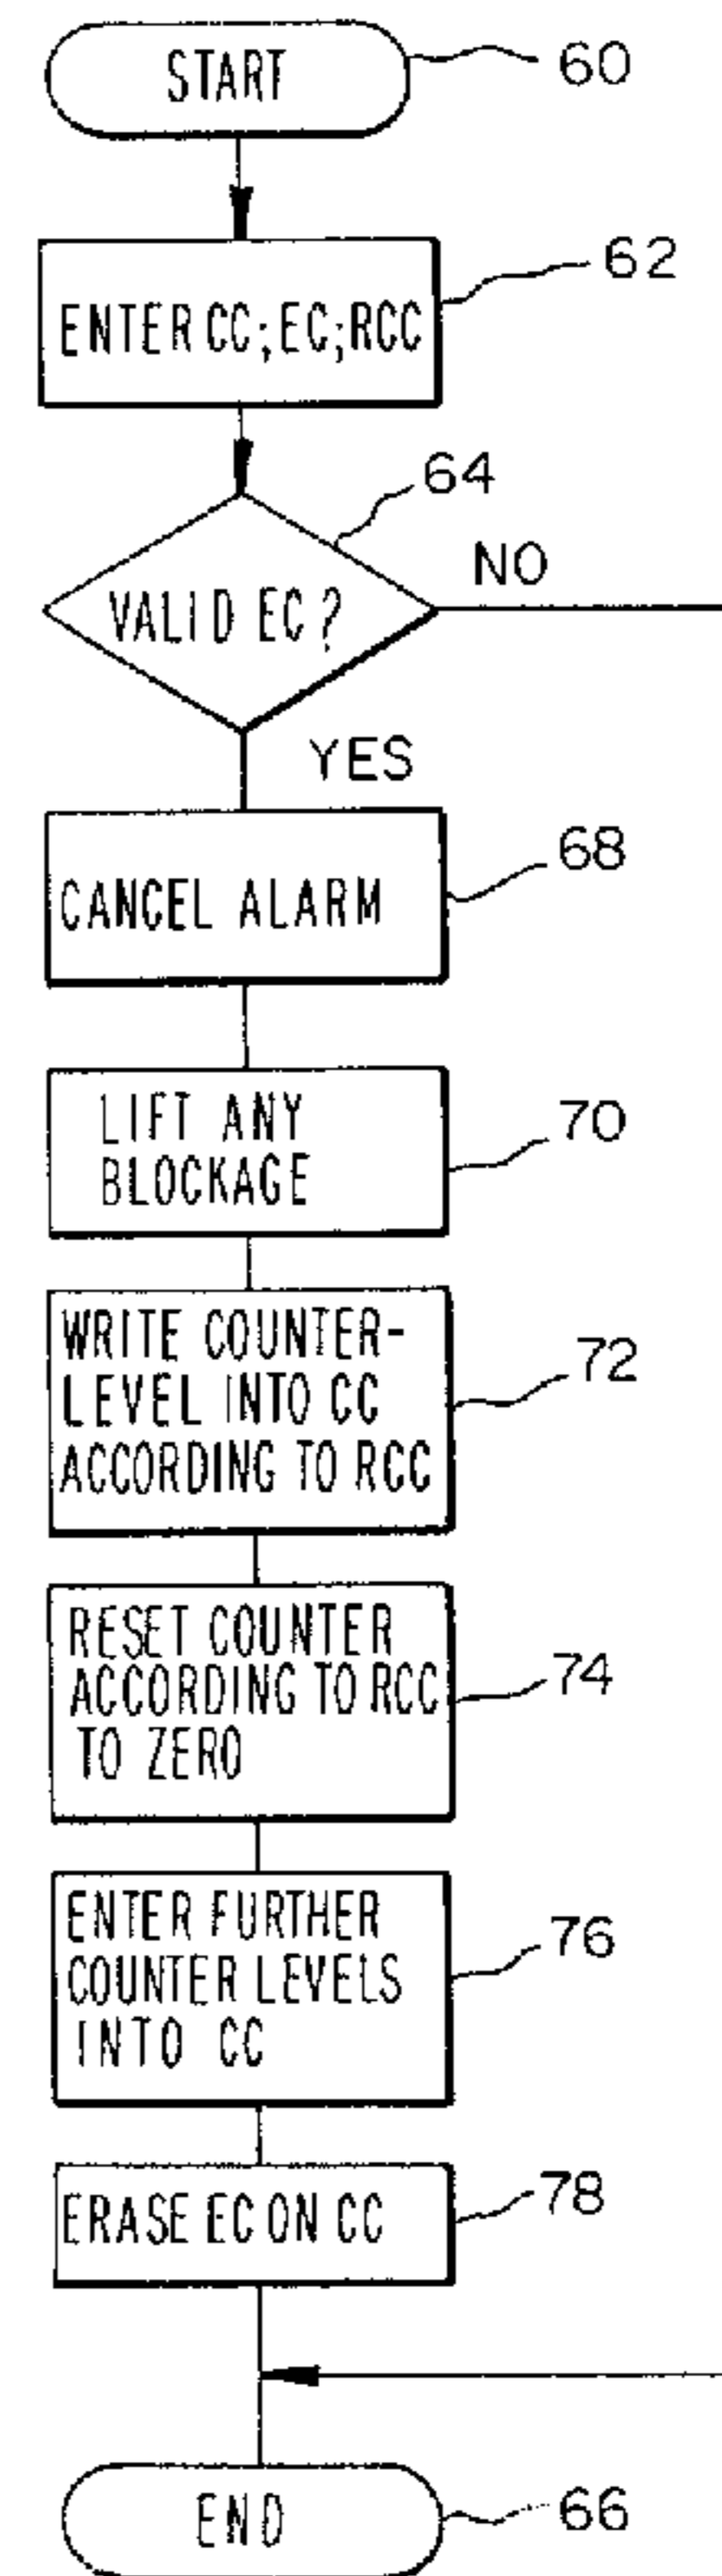 START
60
62
ENTER CC;EC;RCC
64
NO
VALID EC?
YES
68
CANCEL ALARM
LIFT ANY
70
BLOCKAGE
WRITE COUNTER-
72
LEVEL INTO CC
ACCORDING TO RCC
RESET COUNTER
ACCORDING TO RCC
74
TO ZERO
ENTER FURTHER
76
COUNTER LEVELS
INTO CC
78
ERASE EC ON CC
END
66